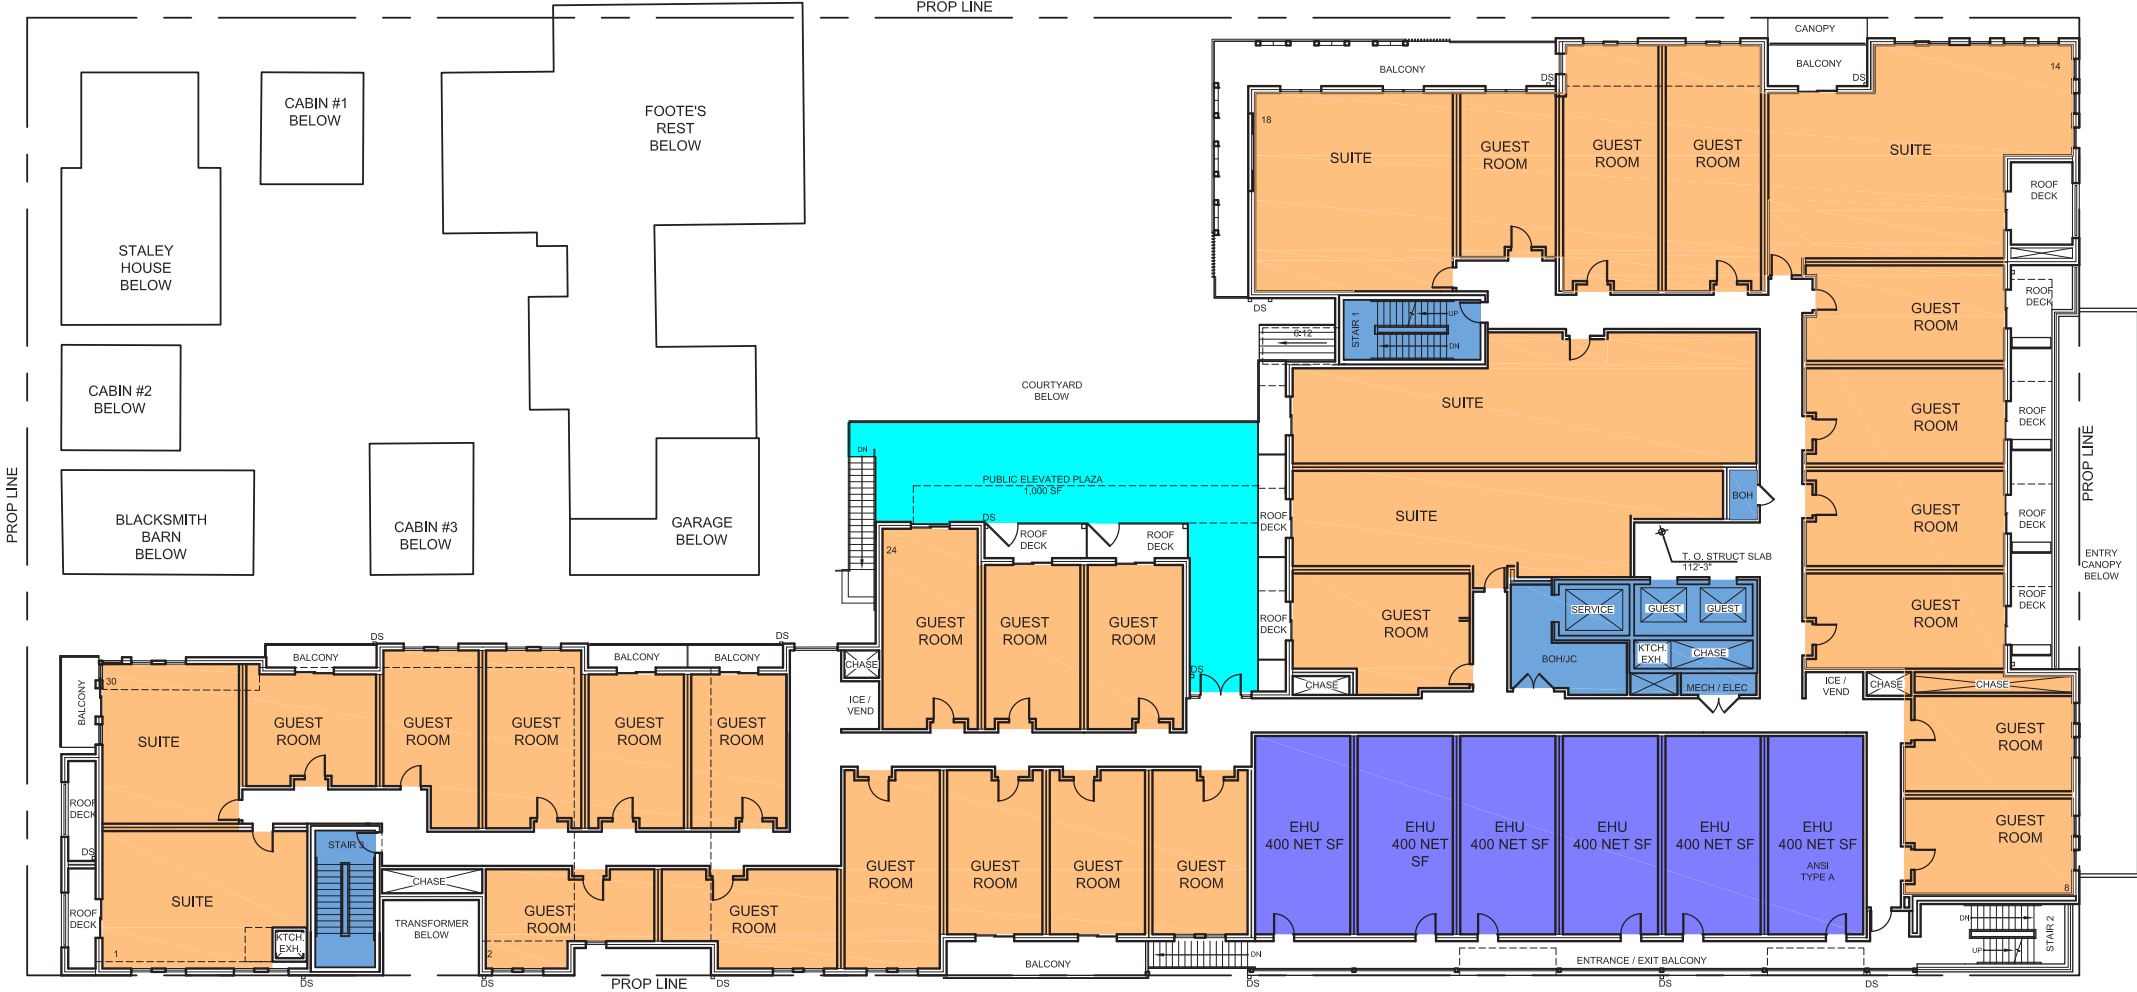 PROP LINE
CANOPY
BALCONY
DS
BALCONY
DS
14
CABIN #1
BELOW
FOOTE'S
REST
BELOW
18
SUITE
GUEST
ROOM
GUEST
ROOM
GUEST
ROOM
SUITE
ROOF
DECK
STALEY
HOUSE
BELOW
DS
STAIR 1
UP
DN
6:12
GUEST
ROOM
ROOF
DECK
CABIN #2
BELOW
COURTYARD
BELOW
SUITE
GUEST
ROOM
ROOF
DECK
PROP LINE
PROP LINE
DN
PUBLIC ELEVATED PLAZA
1,000 SF
DS
ROOF
DECK
SUITE
BOH
GUEST
ROOM
ROOF
DECK
BLACKSMITH
BARN
BELOW
CABIN #3
BELOW
GARAGE
BELOW
24
ROOF
DECK
ROOF
DECK
T. O. STRUCT SLAB
112'-3"
ENTRY
CANOPY
BELOW
GUEST
ROOM
GUEST
ROOM
GUEST
ROOM
ROOF
DECK
GUEST
ROOM
SERVICE
GUEST
GUEST
GUEST
ROOM
ROOF
DECK
DS
DS
BALCONY
BALCONY
BALCONY
CHASE
DS
KTCH.
EXH.
CHASE
BOH/JC
MECH / ELEC
CHASE
ICE /
VEND
CHASE
CHASE
BALCONY
30
SUITE
GUEST
ROOM
GUEST
ROOM
GUEST
ROOM
GUEST
ROOM
GUEST
ROOM
ICE /
VEND
GUEST
ROOM
ROOF
DECK
DS
STAIR 3
EHU
400 NET SF
EHU
400 NET
SF
EHU
400 NET SF
EHU
400 NET SF
EHU
400 NET SF
EHU
400 NET SF
ANSI
TYPE A
GUEST
ROOM
8
CHASE
GUEST
ROOM
GUEST
ROOM
GUEST
ROOM
GUEST
ROOM
SUITE
ROOF
DECK
TRANSFORMER
BELOW
GUEST
ROOM
GUEST
ROOM
KTCH.
EXH.
1
2
BALCONY
DN
ENTRANCE / EXIT BALCONY
DN
UP
STAIR 2
DS
DS
PROP LINE
DS
DS
DS
DS